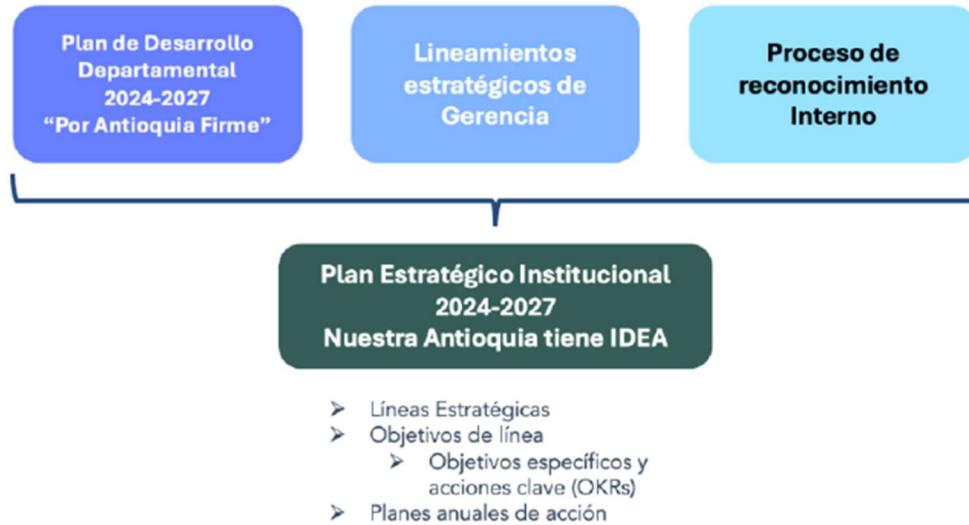 Plan de Desarrollo
Departamental
2024-2027
“Por Antioquia Firme”
Lineamientos
estratégicos de
Gerencia
Proceso de
reconocimiento
Interno
Plan Estratégico Institucional
2024-2027
Nuestra Antioquia tiene IDEA
➢ Líneas Estratégicas
➢ Objetivos de línea
➢ Objetivos específicos y
acciones clave (OKRs)
➢ Planes anuales de acción